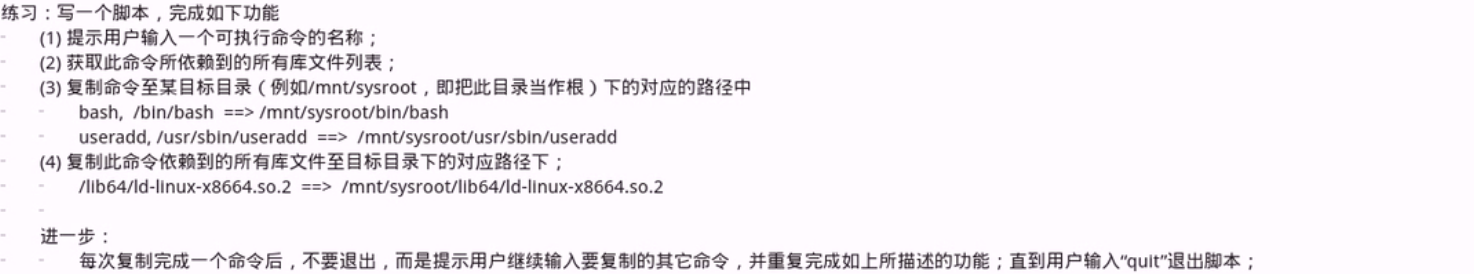 练习：写一个脚本，完成如下功能
(1) 提示用户输入一个可执行命令的名称；
(2) 获取此命令所依赖到的所有库文件列表；
(3) 复制命令至某目标目录（例如/mnt/sysroot，即把此目录当作根）下的对应的路径中
bash, /bin/bash ==> /mnt/sysroot/bin/bash
useradd, /usr/sbin/useradd ==> /mnt/sysroot/usr/sbin/useradd
(4) 复制此命令依赖到的所有库文件至目标目录下的对应路径下；
/lib64/ld-linux-x8664.so.2 ==> /mnt/sysroot/lib64/ld-linux-x8664.so.2
进一步：
每次复制完成一个命令后，不要退出，而是提示用户继续输入要复制的其它命令，并重复完成如上所描述的功能；直到用户输入“quit”退出脚本；